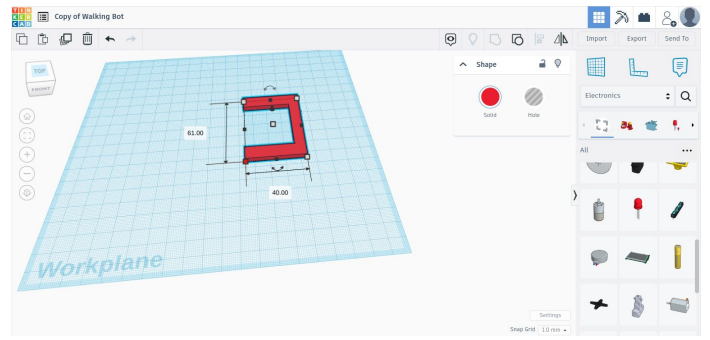 TIN
KER
CAD
Copy of Walking Bot
Import
Export
Send To
TOP
FRONT
Shape
Solid
Hole
Electronics
All
61.00
40.00
Workplane
Settings
Snap Grid
1.0 mm